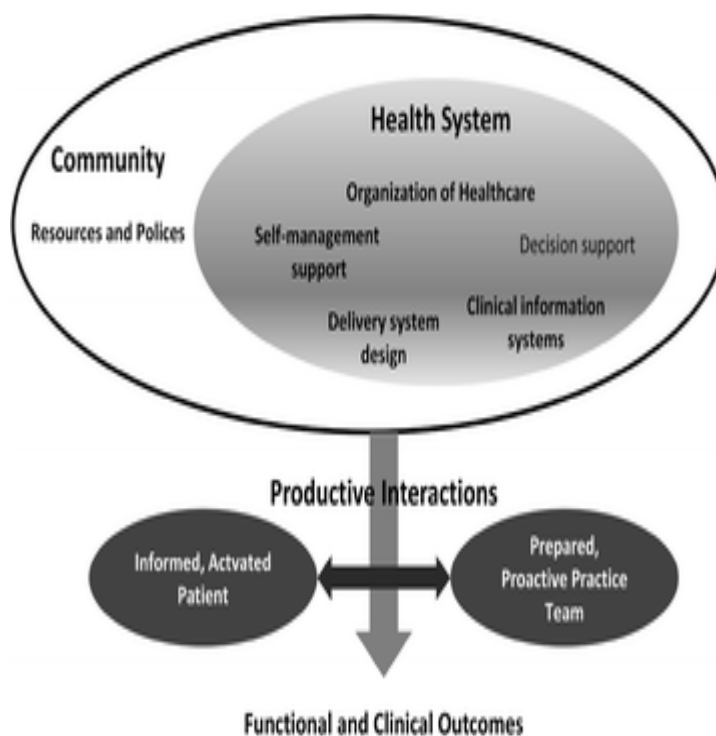 Health System
Community
Organization of Healthcare
Resources and Polices
Self-management
support
Decision support
Delivery system
design
Clinical information
systems
Productive Interactions
Informed, Actvated
Patient
Prepared,
Proactive Practice
Team
Functional and Clinical Outcomes